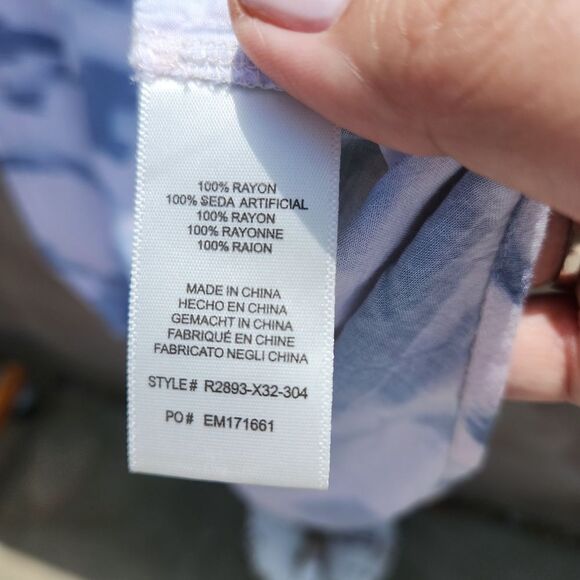 100% RAYON
100% SEDA ARTIFICIAL
100% RAYON
100% RAYONNE
100% RAION
MADE IN CHINA
HECHO EN CHINA
GEMACHT IN CHINA
FABRIQUÉ EN CHINE
FABRICATO NEGLI CHINA
STYLE# R2893-X32-304
PO# EM171661